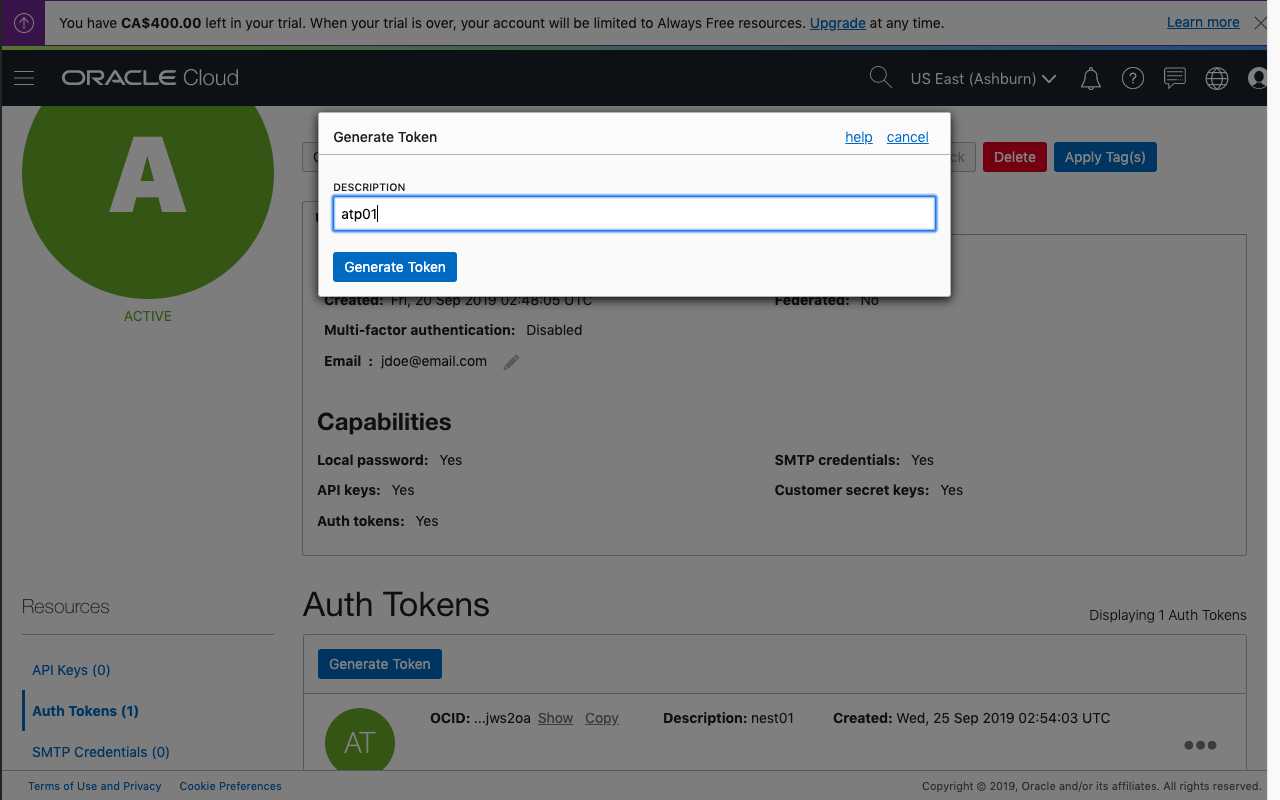 You have CA$400.00 left in your trial. When your trial is over, your account will be limited to Always Free resources. Upgrade at any time. Learn more
ORACLE Cloud US East (Ashburn)
A
ACTIVE
Generate Token help cancel
DESCRIPTION
atp01
Generate Token
Delete Apply Tag(s)
Created: Fri, 20 Sep 2019 02:48:05 UTC Federated: No
Multi-factor authentication: Disabled
Email : jdoe@email.com
Capabilities
Local password: Yes SMTP credentials: Yes
API keys: Yes Customer secret keys: Yes
Auth tokens: Yes
Resources
API Keys (0)
Auth Tokens (1)
SMTP Credentials (0)
Auth Tokens
Displaying 1 Auth Tokens
Generate Token
AT
OCID: ...jws2oa Show Copy Description: nest01 Created: Wed, 25 Sep 2019 02:54:03 UTC
Terms of Use and Privacy Cookie Preferences Copyright © 2019, Oracle and/or its affiliates. All rights reserved.